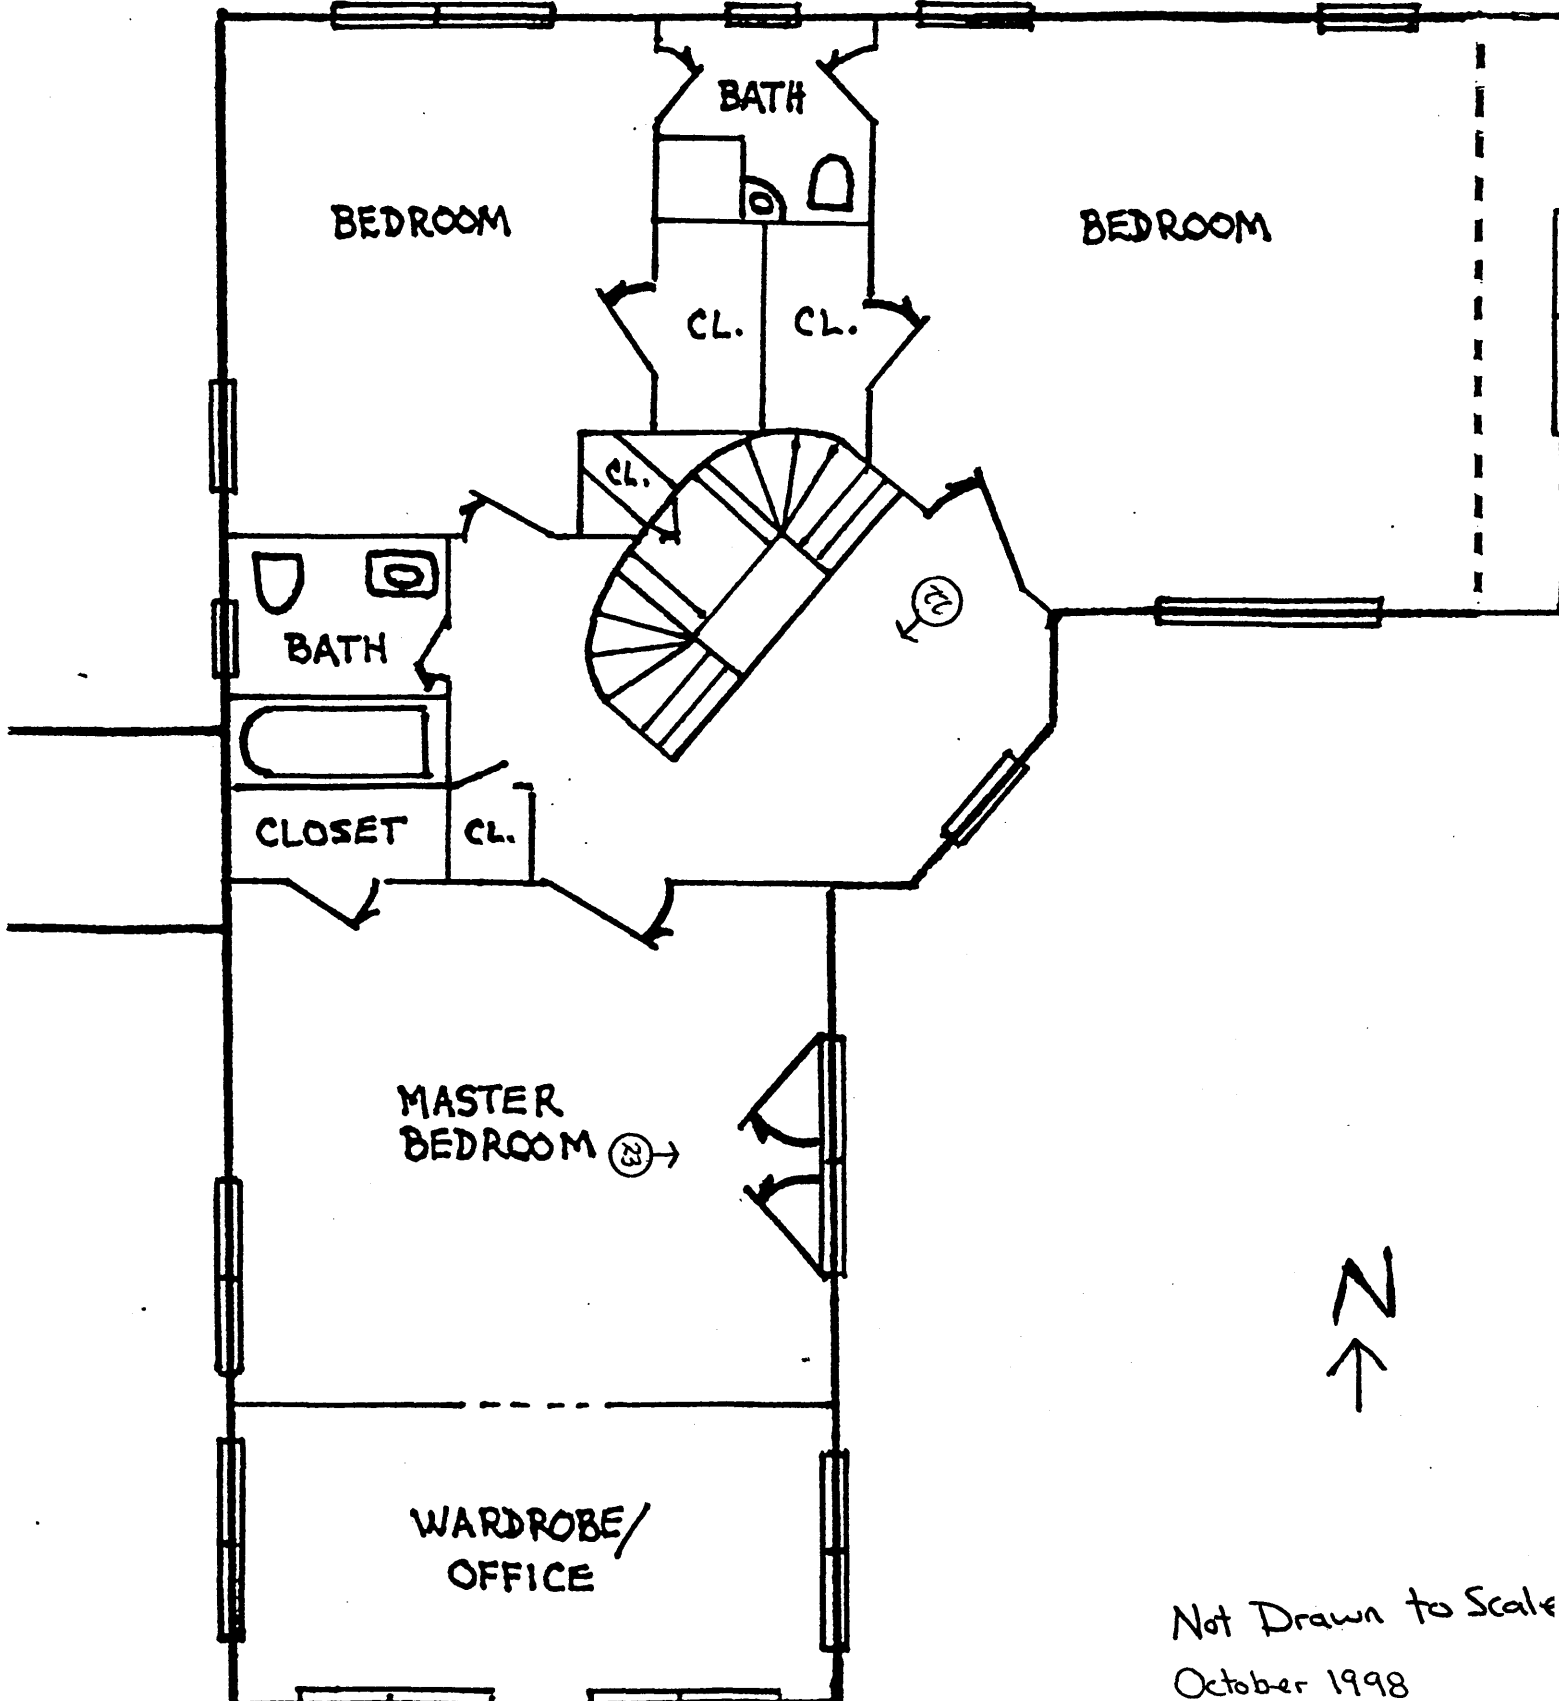 BATH
BEDROOM
BEDROOM
CL.
CL.
CL.
22
BATH
CLOSET
CL.
MASTER
BEDROOM
23
N
WARDROBE/
OFFICE
Not Drawn to Scale
October 1998